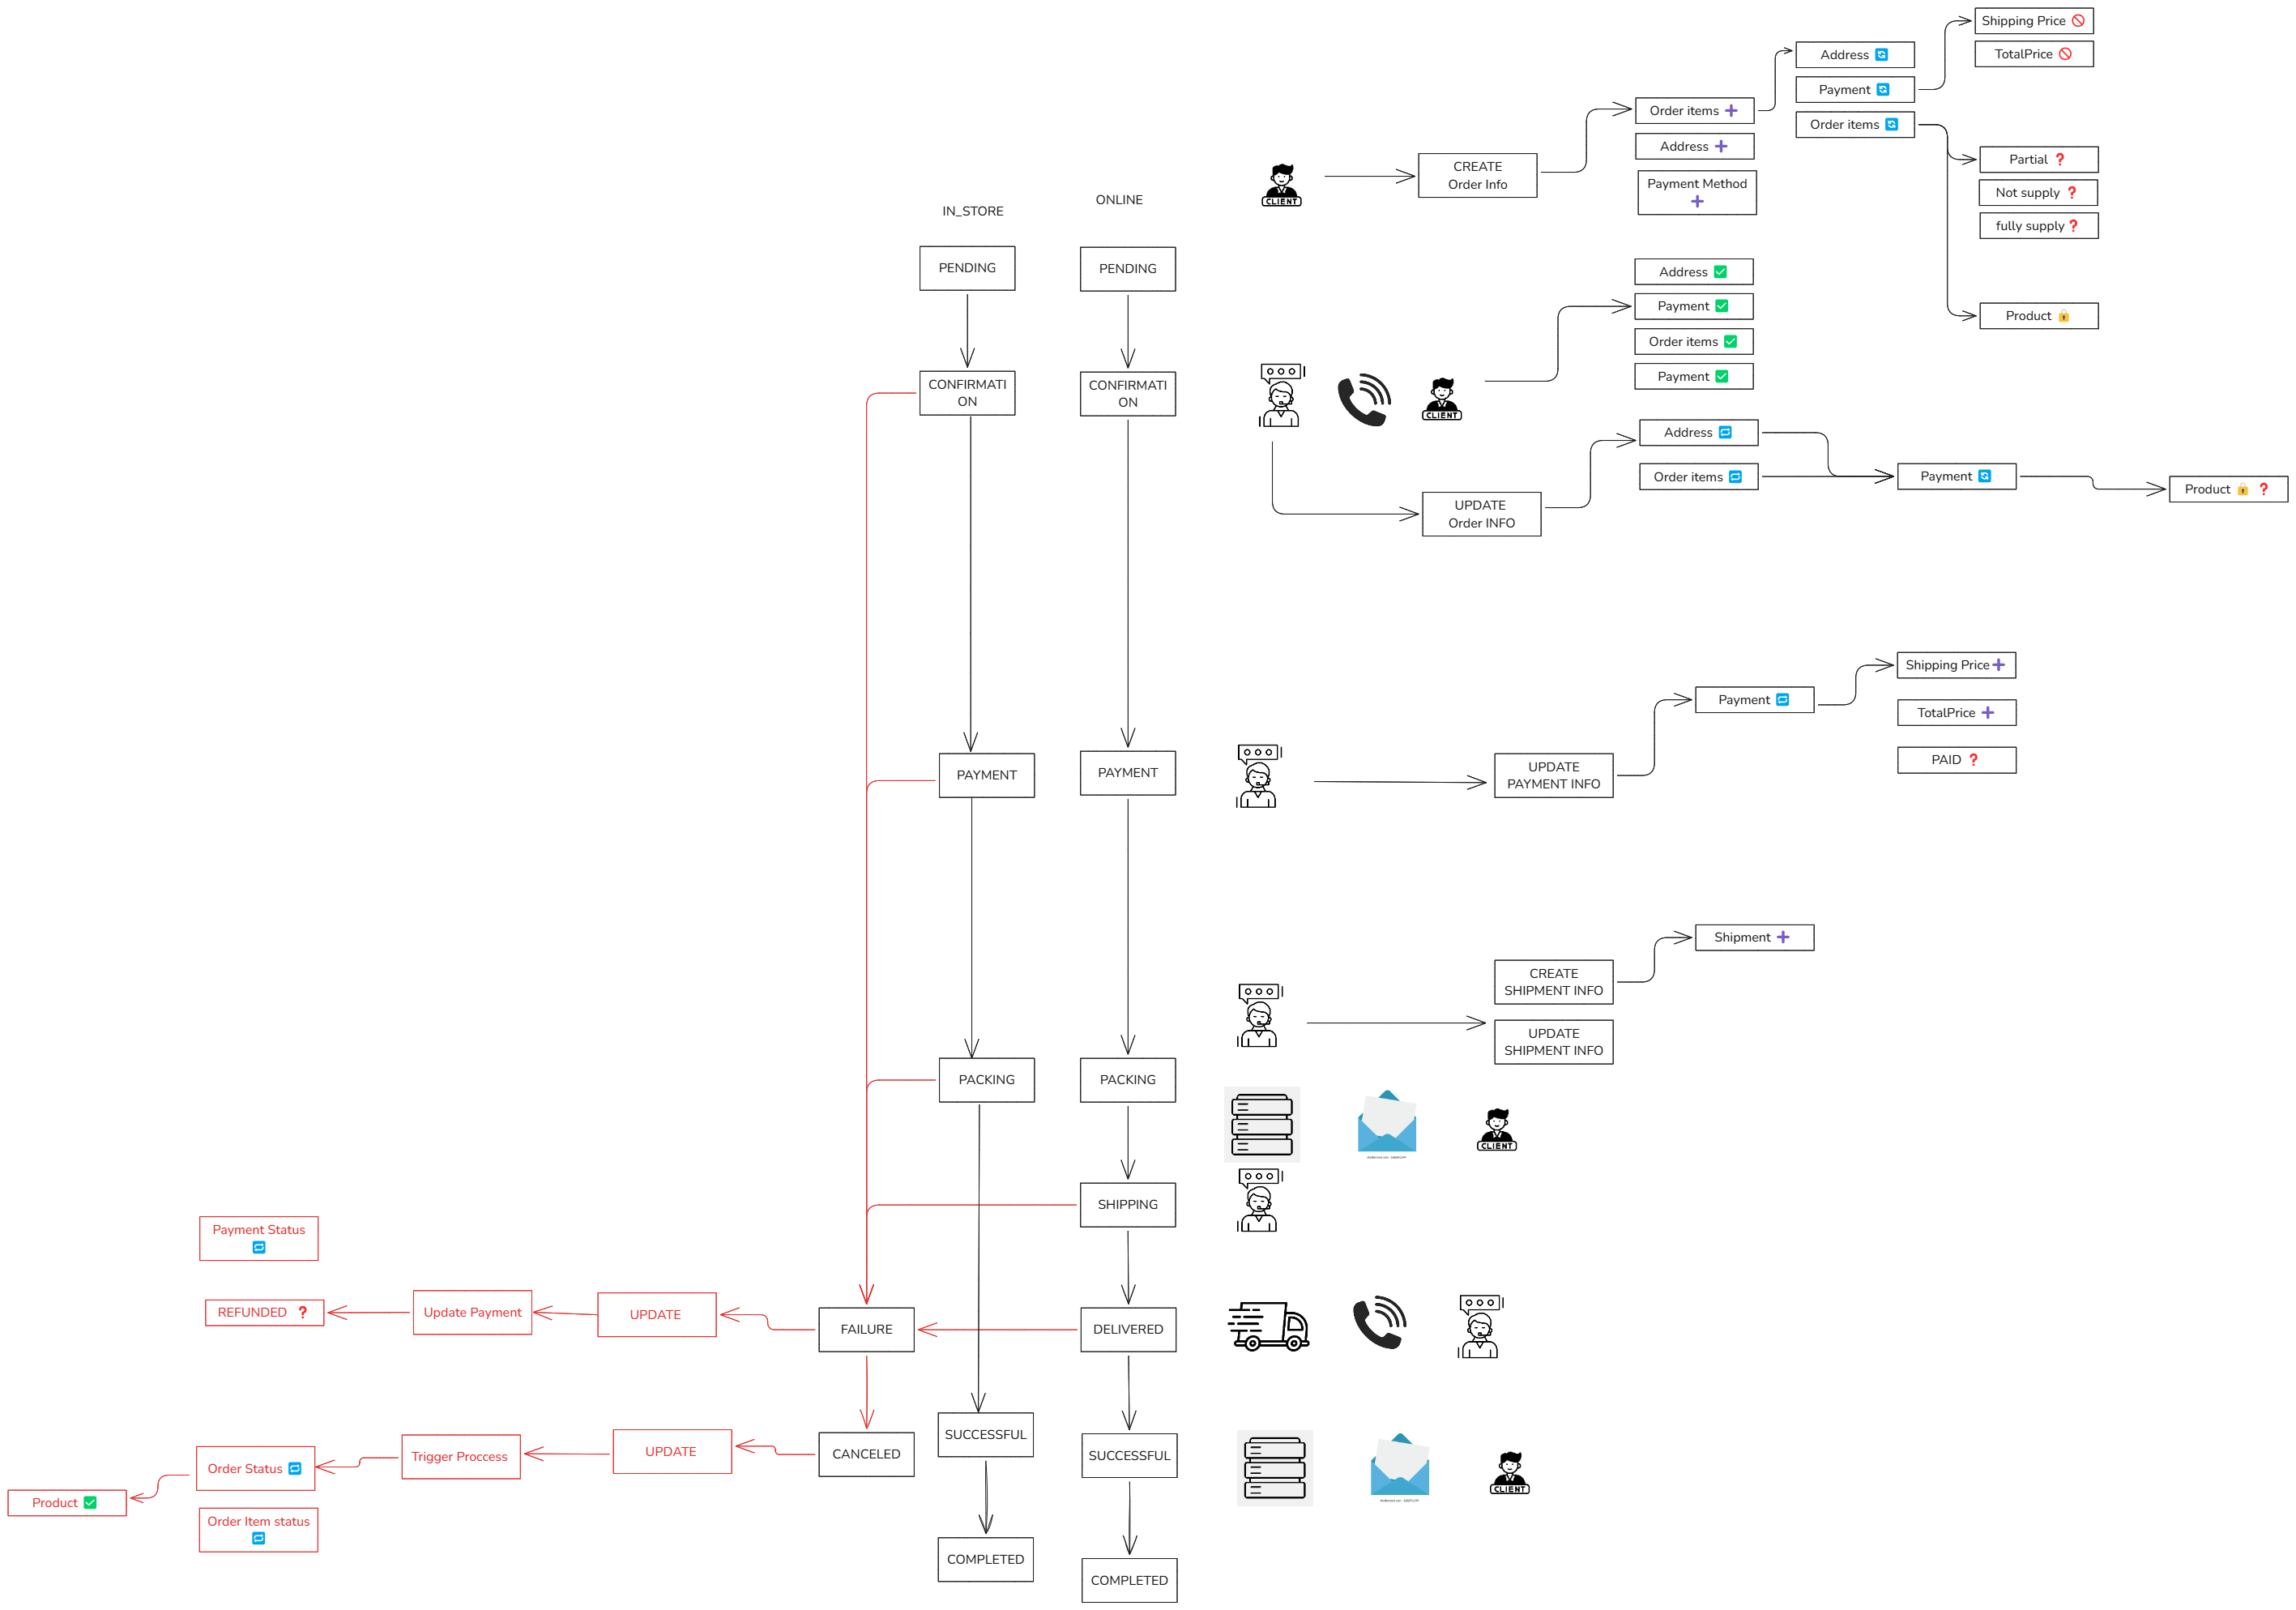 Shipping Price 🚫
TotalPrice 🚫
Address 🔄
Payment 🔄
Order items 🔄
Order items ➕
Address ➕
Payment Method
➕
CREATE
Order Info
CLIENT
Partial ❓
Not supply ❓
fully supply❓
Product 🔒
IN_STORE
ONLINE
PENDING
PENDING
Address ✅
Payment ✅
Order items ✅
Payment ✅
CONFIRMATI
ON
CONFIRMATI
ON
CLIENT
Address 🔁
Order items 🔁
Payment 🔄
Product 🔒 ❓
UPDATE
Order INFO
Shipping Price➕
TotalPrice ➕
PAID ❓
Payment 🔁
PAYMENT
PAYMENT
UPDATE
PAYMENT INFO
Shipment ➕
CREATE
SHIPMENT INFO
UPDATE
SHIPMENT INFO
PACKING
PACKING
CLIENT
SHIPPING
Payment Status
🔁
REFUNDED ❓
Update Payment
UPDATE
FAILURE
DELIVERED
SUCCESSFUL
SUCCESSFUL
CANCELED
UPDATE
Trigger Proccess
Order Status 🔁
Product ✅
Order Item status
🔁
CLIENT
COMPLETED
COMPLETED